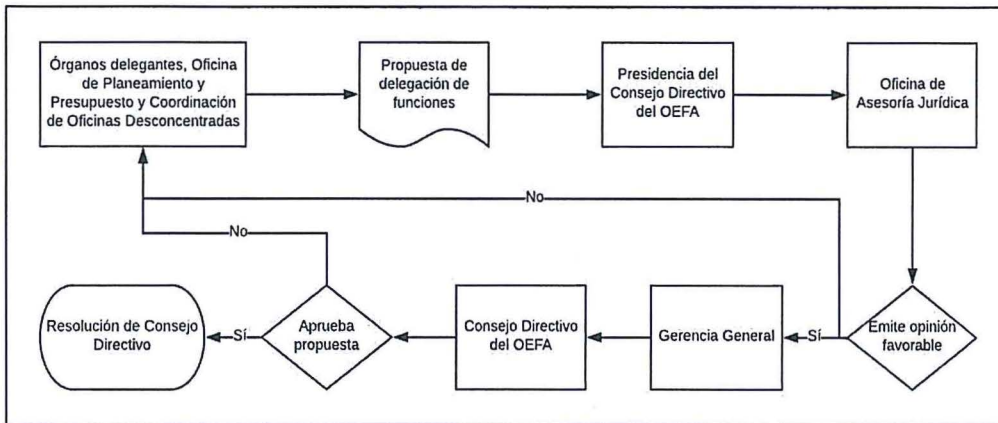 Órganos delegantes, Oficina
de Planeamiento y
Presupuesto y Coordinación
de Oficinas Desconcentradas
Propuesta de
delegación de
funciones
Presidencia del
Consejo Directivo
del OEFA
Oficina de
Asesoría Jurídica
No
No
Resolución de Consejo
Directivo
Sí
Aprueba
propuesta
Consejo Directivo
del OEFA
Gerencia General
Sí
Emite opinión
favorable